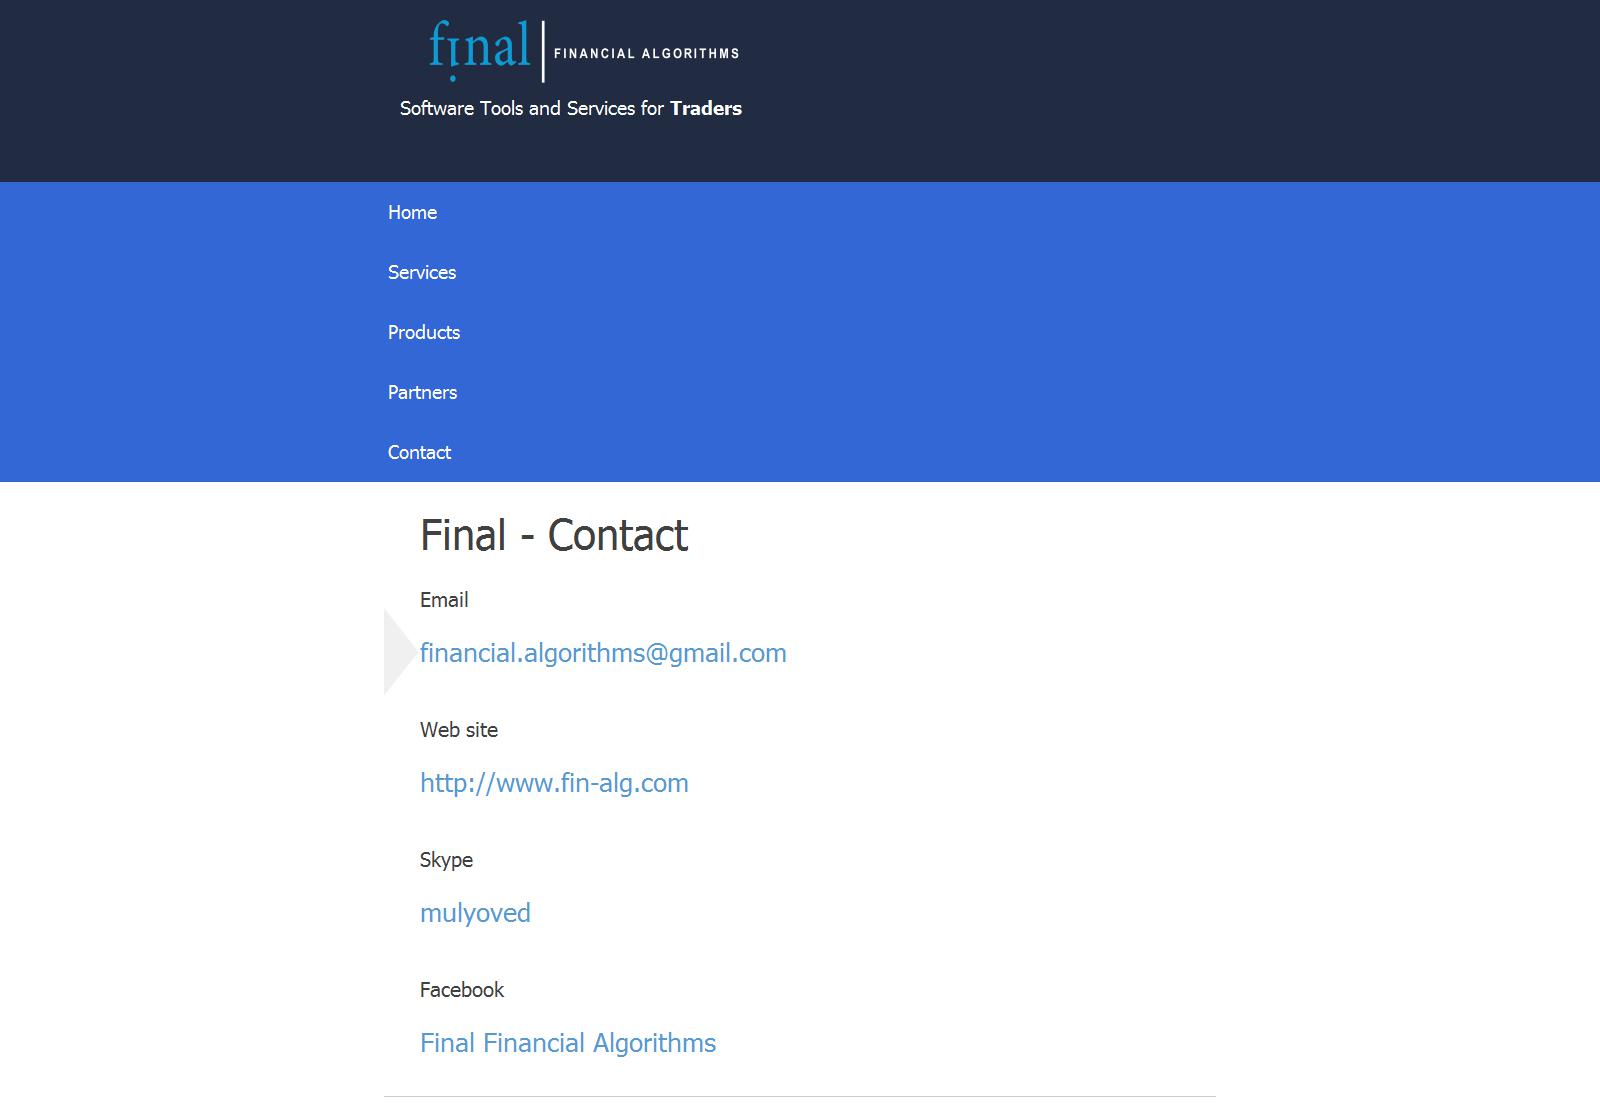 final | FINANCIAL ALGORITHMS
Software Tools and Services for Traders
Home
Services
Products
Partners
Contact
Final - Contact
Email
financial.algorithms@gmail.com
Web site
http://www.fin-alg.com
Skype
mulyoved
Facebook
Final Financial Algorithms